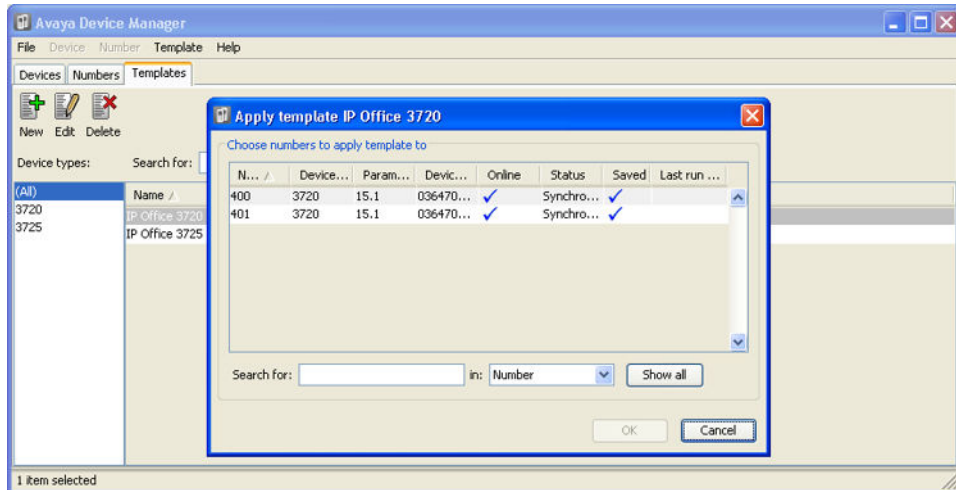 Avaya Device Manager
File Device Number Template Help
Devices Numbers Templates
New Edit Delete
Device types: Search for:
(All)
3720
3725
Name
IP Office 3720
IP Office 3725
Apply template IP Office 3720
Choose numbers to apply template to
N... Device... Param... Devic... Online Status Saved Last run ...
400 3720 15.1 036470... ✓ Synchro... ✓
401 3720 15.1 036470... ✓ Synchro... ✓
Search for: in: Number Show all
OK Cancel
1 item selected